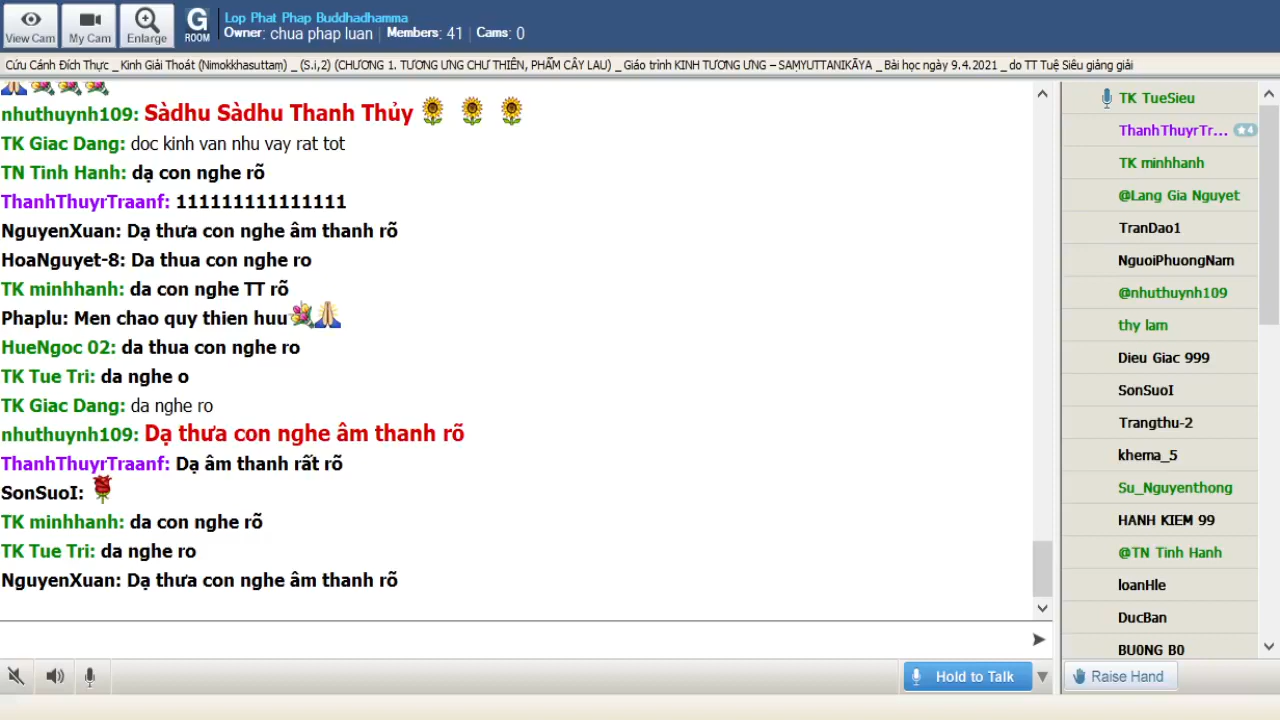 View Cam
My Cam
Enlarge
G
ROOM
Lop Phat Phap Buddhadhamma
Owner: chua phap luan | Members: 41 | Cams: 0
Cứu Cánh Đích Thực _Kinh Giải Thoát (Nimokkhasuttaṃ) _ (S.i,2) (CHƯƠNG 1. TƯƠNG ƯNG CHƯ THIÊN, PHẨM CÂY LAU) _Giáo trình KINH TƯƠNG ƯNG – SAṂYUTTANIKĀYA _Bài học ngày 9.4.2021 _ do TT Tuệ Siêu giảng giải
nhuthuynh109: Sàdhu Sàdhu Thanh Thủy
TK Giac Dang: doc kinh van nhu vay rat tot
TN Tinh Hanh: dạ con nghe rõ
ThanhThuyrTraanf: 111111111111111
NguyenXuan: Dạ thưa con nghe âm thanh rõ
HoaNguyet-8: Da thua con nghe ro
TK minhhanh: da con nghe TT rõ
Phaplu: Men chao quy thien huu
HueNgoc 02: da thua con nghe ro
TK Tue Tri: da nghe o
TK Giac Dang: da nghe ro
nhuthuynh109: Dạ thưa con nghe âm thanh rõ
ThanhThuyrTraanf: Dạ âm thanh rất rõ
SonSuoI:
TK minhhanh: da con nghe rõ
TK Tue Tri: da nghe ro
NguyenXuan: Dạ thưa con nghe âm thanh rõ
TK TueSieu
ThanhThuyrTr... ★4
TK minhhanh
@Lang Gia Nguyet
TranDao1
NguoiPhuongNam
@nhuthuynh109
thy lam
Dieu Giac 999
SonSuoI
Trangthu-2
khema_5
Su_Nguyenthong
HANH KIEM 99
@TN Tinh Hanh
loanHle
DucBan
BU0NG B0
Hold to Talk
Raise Hand